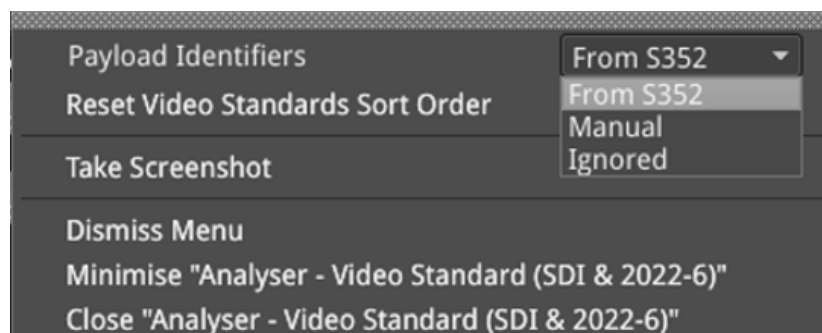 Payload Identifiers From S352
From S352
Reset Video Standards Sort Order
Manual
Ignored
Take Screenshot
Dismiss Menu
Minimise "Analyser - Video Standard (SDI & 2022-6)"
Close "Analyser - Video Standard (SDI & 2022-6)"